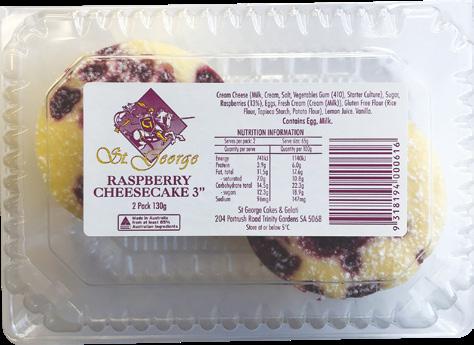 St George
RASPBERRY
CHEESECAKE 3"
2 Pack 130g
Made in Australia
from at least 85%
Australian ingredients
Cream Cheese (Milk, Cream, Salt, Vegetables Gum (410), Starter Culture), Sugar,
Raspberries (13%), Eggs, Fresh Cream (Cream (Milk)), Gluten Free Flour (Rice
Flour, Tapioca Starch, Potato Flour), Lemon Juice, Vanilla.
Contains Egg, Milk.
NUTRITION INFORMATION
Serves per pack: 2 Serve size: 65g
Quantity per serve Quantity per 100g
Energy 741kj 1140kj
Protein 3.9g 6.0g
Fat, total 11.5g 17.6g
- saturated 7.0g 10.8g
Carbohydrate total 14.5g 22.3g
- sugars 12.3g 18.9g
Sodium 96mg 147mg
St George Cakes & Gelati
204 Portrush Road Trinity Gardens SA 5068
Store at or below 5°C
9 318194 000616